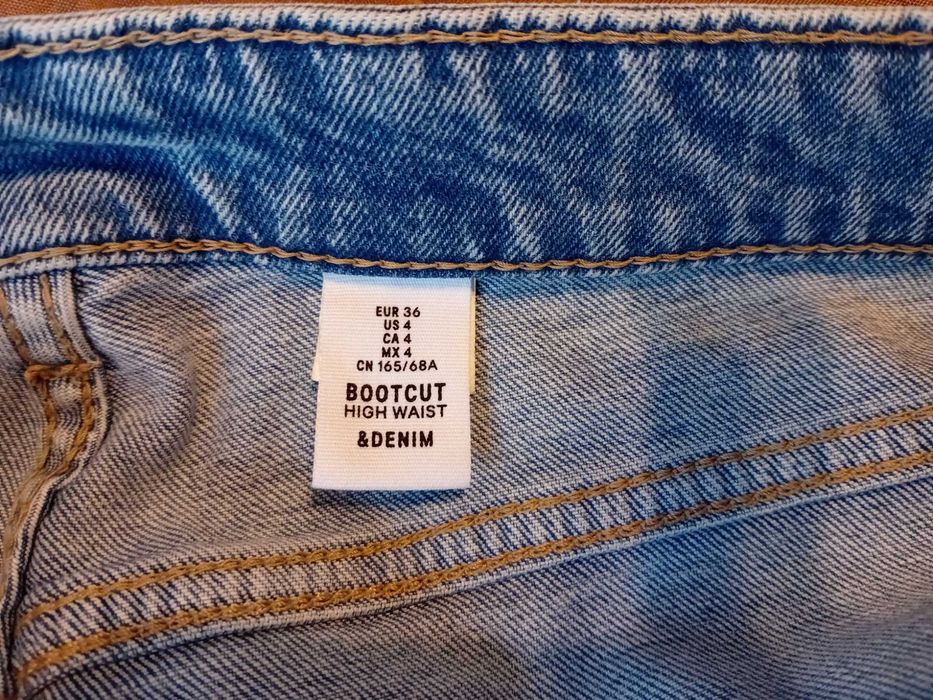 EUR 36
US 4
CA 4
MX 4
CN 165/68A
BOOTCUT
HIGH WAIST
&DENIM